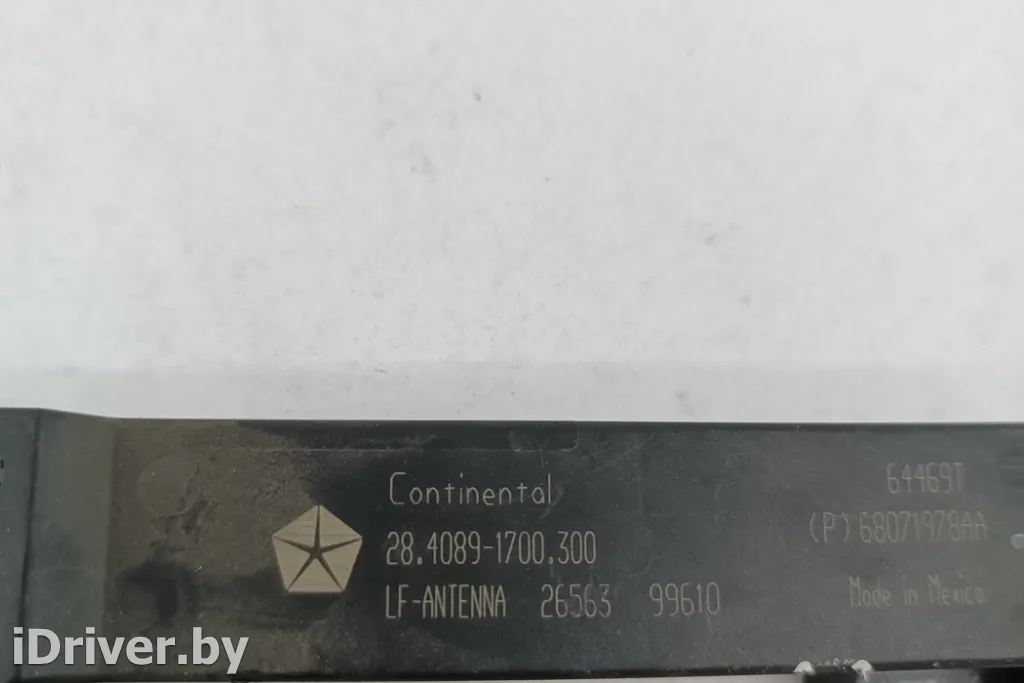 Continental
64469T
28.4089-1700.300
(P)68071978AA
LF-ANTENNA 26563 99610
Made in Mexico
iDriver.by